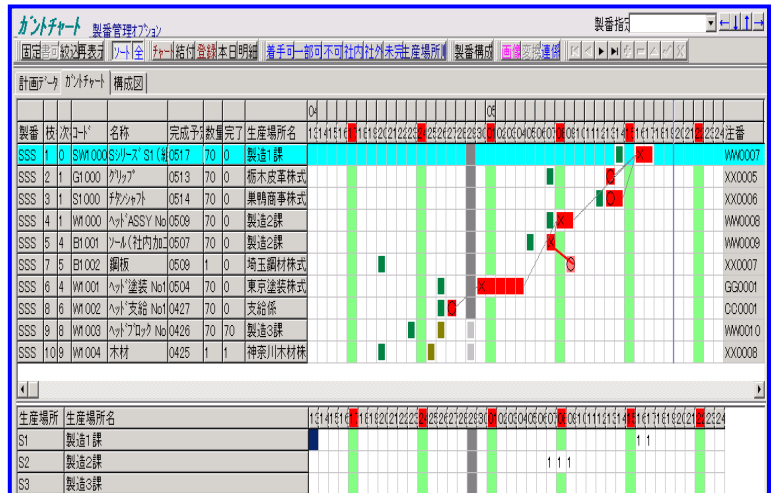 ガントチャート 製番管理オプション 製番指定
固定 書込可 絞込 再表示 ソート 全 チャート 結付 登録 本日 明細 着手可 一部可 不可 社内 社外 未完 生産場所 製番構成 画像 変換 連係
計画データ ガントチャート 構成図
04 05
製番 枝 次 コード 名称 完成予定 数量 完了 生産場所名 注番
SSS 1 0 SW1000 Sシリーズ S1 0517 70 0 製造1課 WW0007
SSS 2 1 G1000 グリップ 0513 70 0 栃木皮革株式 XX0005
SSS 3 1 S1000 チタンシャフト 0514 70 0 巣鴨商事株式 XX0006
SSS 4 1 W1000 ヘッドASSY No 0509 70 0 製造2課 WW0008
SSS 5 4 B1001 ソール(社内加工 0507 70 0 製造2課 WW0009
SSS 7 5 B1002 鋼板 0509 1 0 埼玉鋼材株式 XX0007
SSS 6 4 W1001 ヘッド塗装 No1 0504 70 0 東京塗装株式 GG0001
SSS 8 6 W1002 ヘッド支給 No1 0427 70 0 支給係 CC0001
SSS 9 8 W1003 ヘッドブロック No 0426 70 70 製造3課 WW0010
SSS 10 9 W1004 木材 0425 1 1 神奈川木材株 XX0008
生産場所 生産場所名
S1 製造1課 1 1
S2 製造2課 1 1 1
S3 製造3課